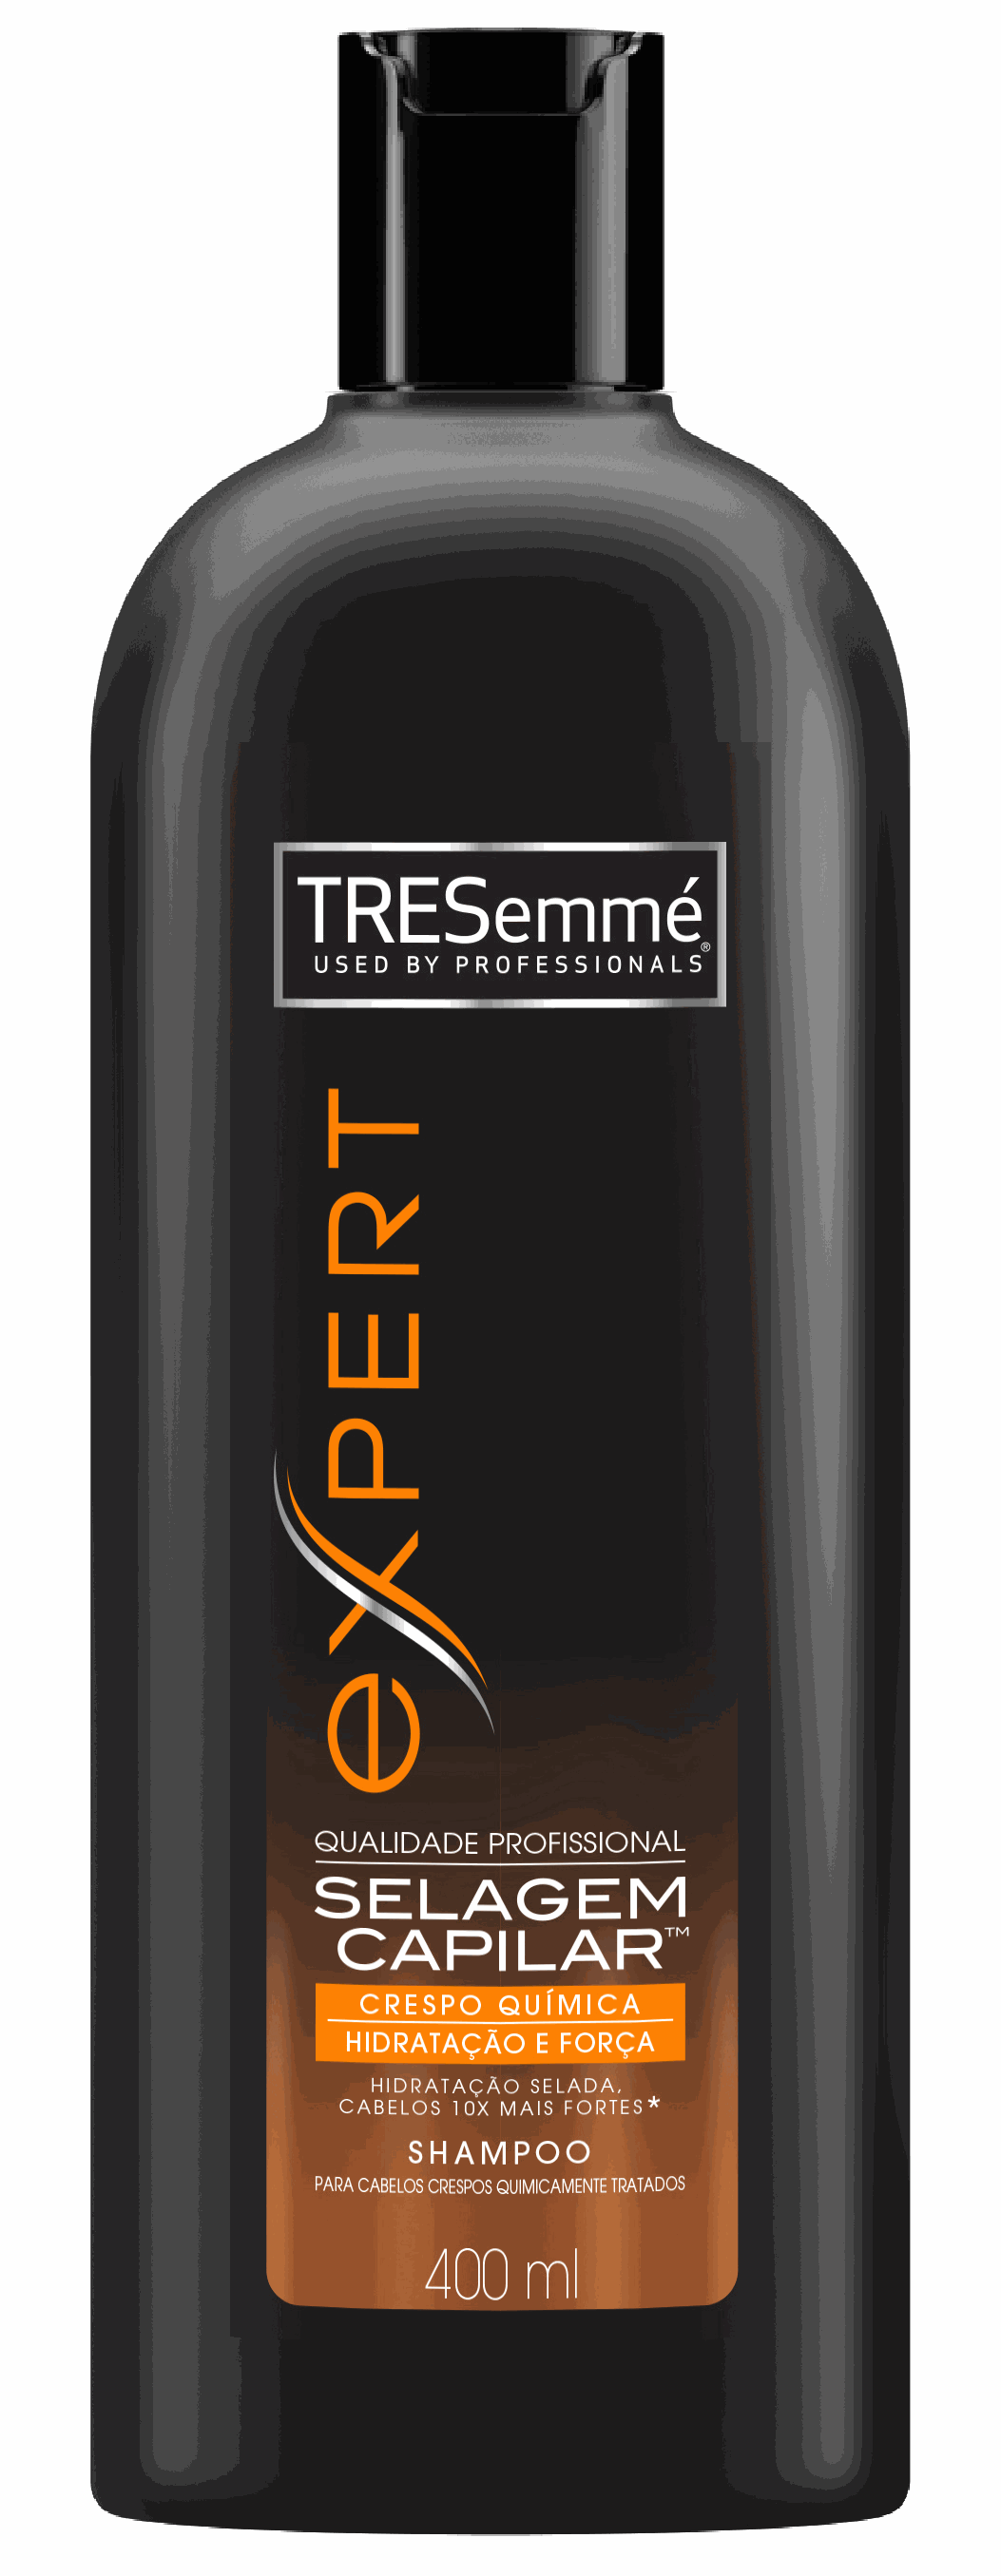 TRESemmé®
USED BY PROFESSIONALS
eXPERT
QUALIDADE PROFISSIONAL
SELAGEM
CAPILAR™
CRESPO QUÍMICA
HIDRATAÇÃO E FORÇA
HIDRATAÇÃO SELADA,
CABELOS 10X MAIS FORTES*
SHAMPOO
PARA CABELOS CRESPOS QUIMICAMENTE TRATADOS
400 ml